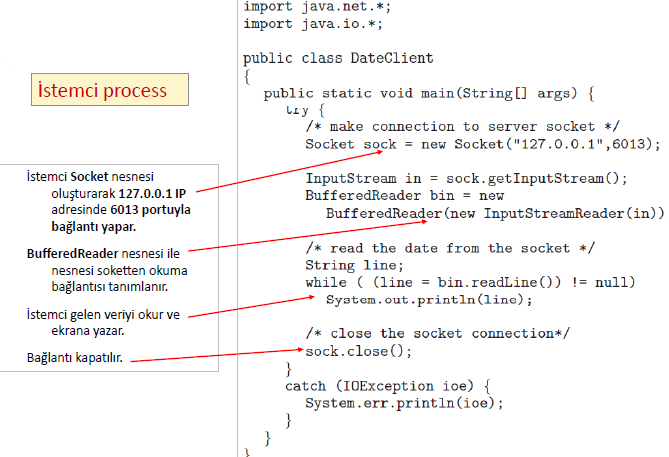 İstemci process
İstemci Socket nesnesi
oluşturarak 127.0.0.1 IP
adresinde 6013 portuyla
bağlantı yapar.
BufferedReader nesnesi ile
nesnesi soketten okuma
bağlantısı tanımlanır.
İstemci gelen veriyi okur ve
ekrana yazar.
Bağlantı kapatılır.
import java.net.*;
import java.io.*;
public class DateClient
{
public static void main(String[] args) {
try {
/* make connection to server socket */
Socket sock = new Socket("127.0.0.1",6013);
InputStream in = sock.getInputStream();
BufferedReader bin = new
BufferedReader(new InputStreamReader(in))
/* read the date from the socket */
String line;
while ( (line = bin.readLine()) != null)
System.out.println(line);
/* close the socket connection*/
sock.close();
}
catch (IOException ioe) {
System.err.println(ioe);
}
}
}